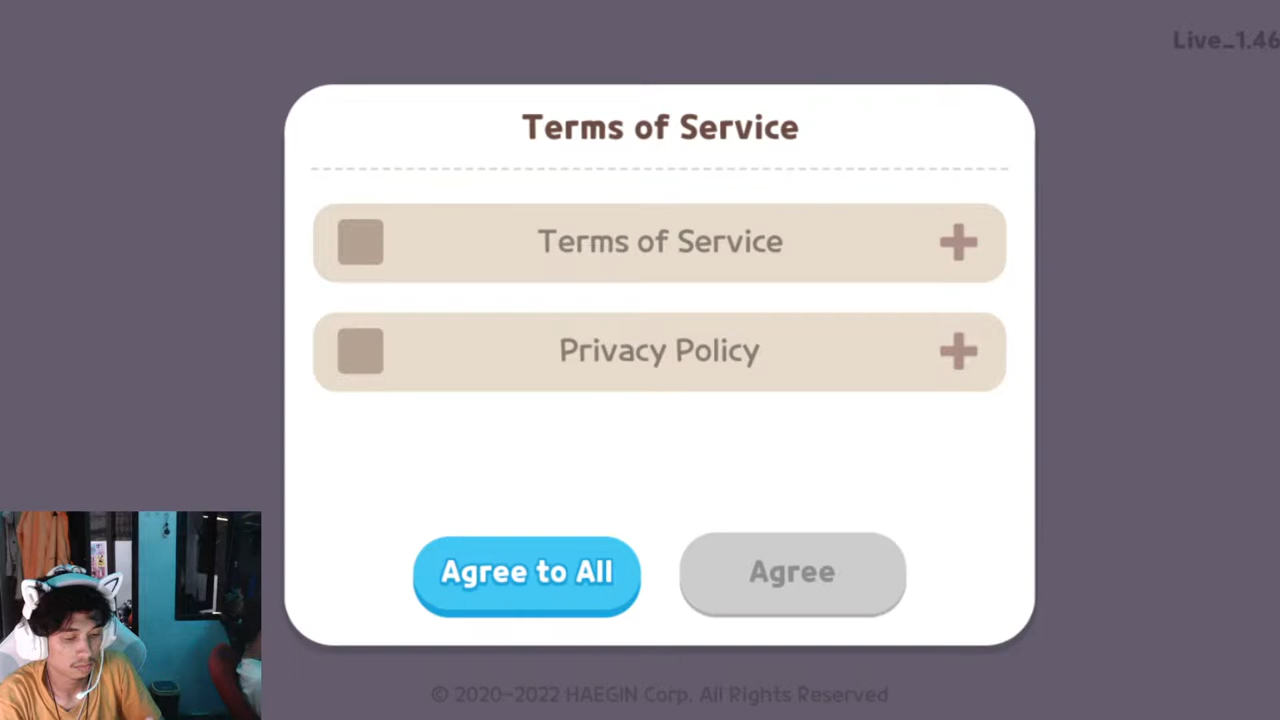 Live_1.46
Terms of Service
Terms of Service
Privacy Policy
Agree to All
Agree
© 2020-2022 HAEGIN Corp. All Rights Reserved